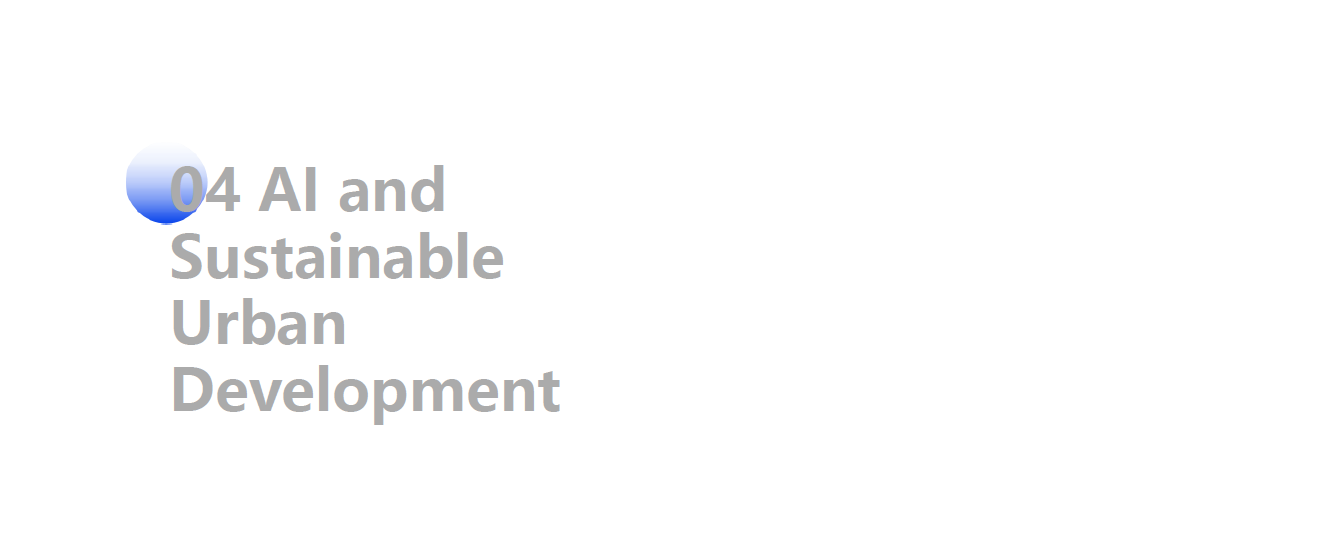 04 AI and
Sustainable
Urban
Development